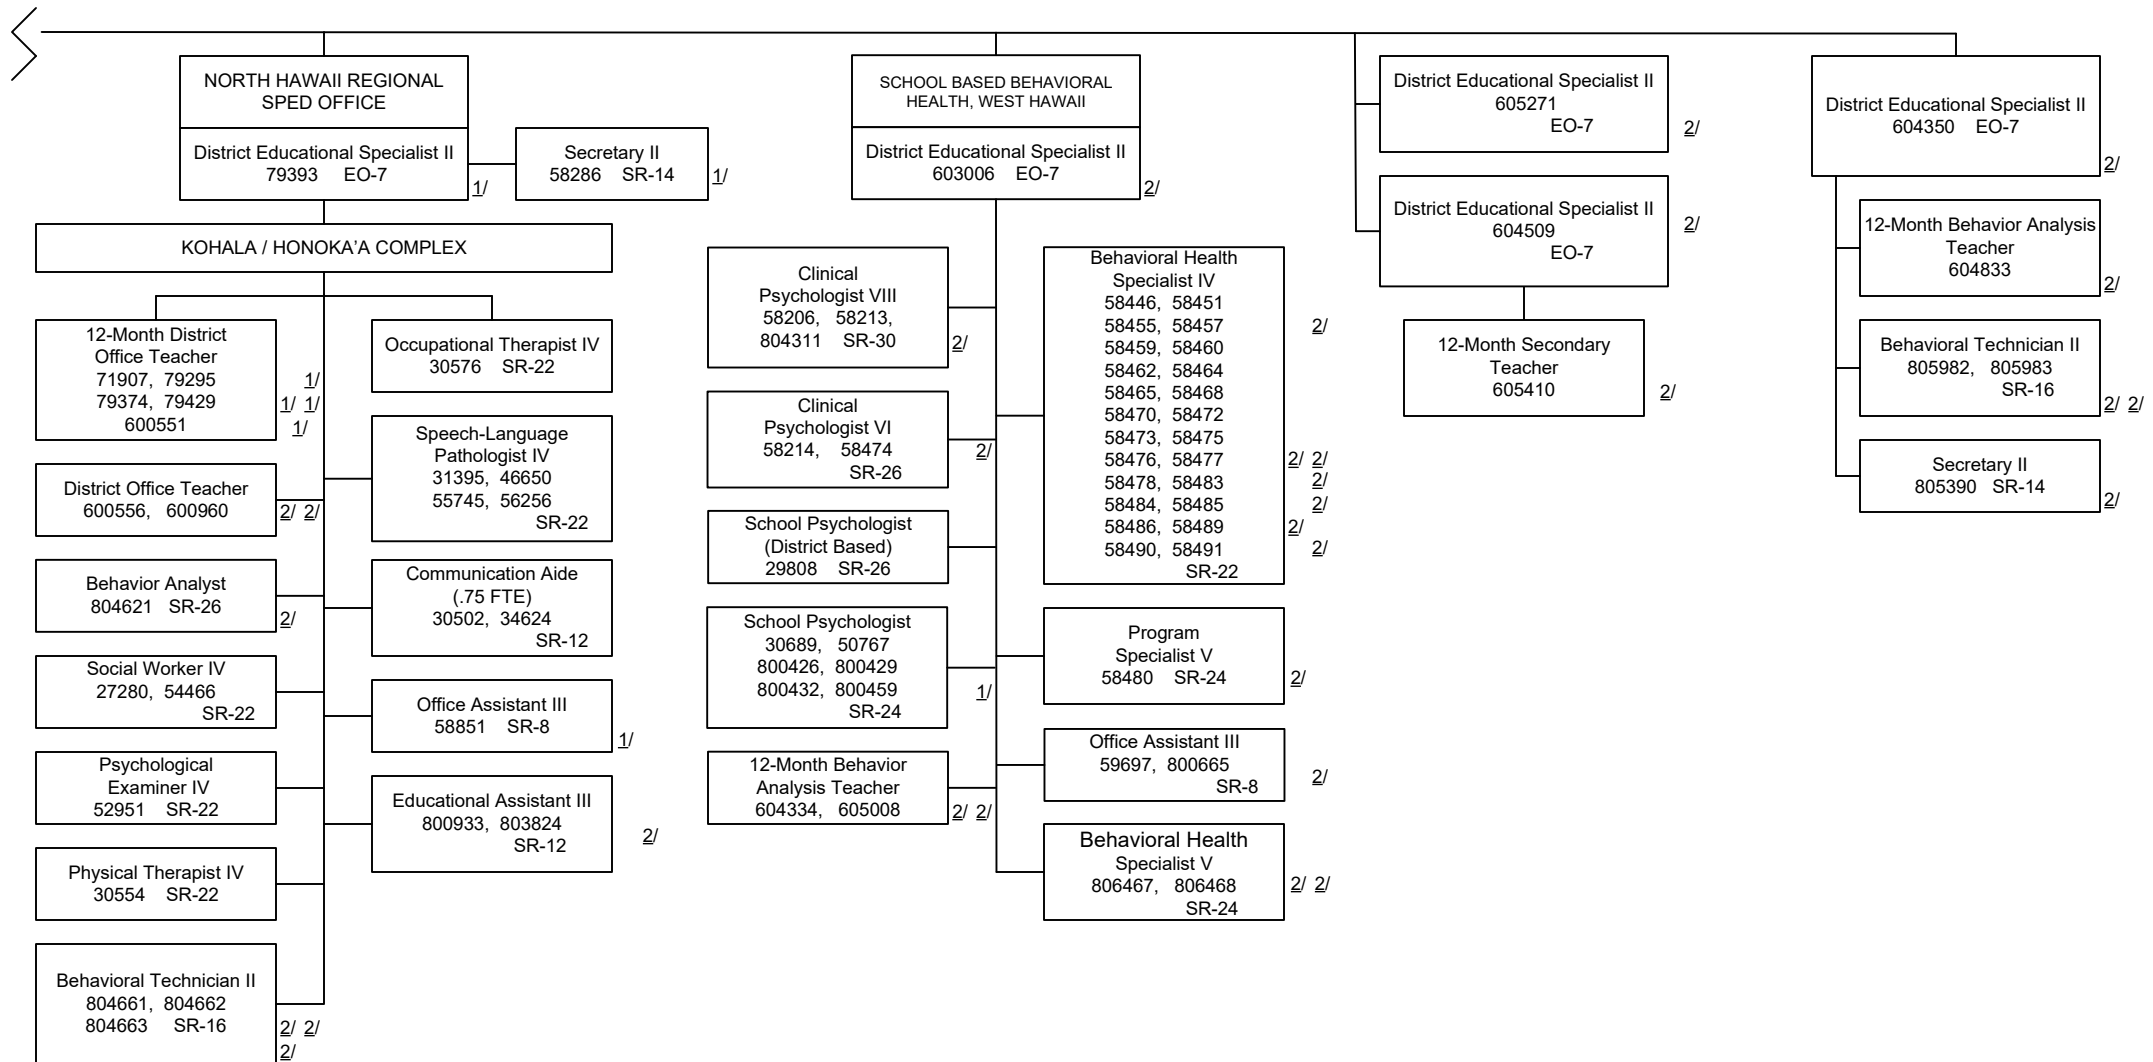 NORTH HAWAII REGIONAL
SPED OFFICE
District Educational Specialist II
79393 EO-7
1/
Secretary II
58286 SR-14
1/
KOHALA / HONOKA'A COMPLEX
12-Month District
Office Teacher
71907, 79295
1/
79374, 79429
1/ 1/
600551
1/
District Office Teacher
600556, 600960
2/ 2/
Behavior Analyst
804621 SR-26
2/
Social Worker IV
27280, 54466
SR-22
Psychological
Examiner IV
52951 SR-22
Physical Therapist IV
30554 SR-22
Behavioral Technician II
804661, 804662
804663 SR-16
2/ 2/
2/
Occupational Therapist IV
30576 SR-22
Speech-Language
Pathologist IV
31395, 46650
55745, 56256
SR-22
Communication Aide
(.75 FTE)
30502, 34624
SR-12
Office Assistant III
58851 SR-8
1/
Educational Assistant III
800933, 803824
SR-12
2/
SCHOOL BASED BEHAVIORAL
HEALTH, WEST HAWAII
District Educational Specialist II
603006 EO-7
2/
Clinical
Psychologist VIII
58206, 58213,
804311 SR-30
2/
Clinical
Psychologist VI
58214, 58474
2/
SR-26
School Psychologist
(District Based)
29808 SR-26
School Psychologist
30689, 50767
800426, 800429
800432, 800459
1/
SR-24
12-Month Behavior
Analysis Teacher
604334, 605008
2/ 2/
Behavioral Health
Specialist IV
58446, 58451
58455, 58457
2/
58459, 58460
58462, 58464
58465, 58468
58470, 58472
58473, 58475
58476, 58477
2/ 2/
58478, 58483
2/
58484, 58485
2/
58486, 58489
2/
58490, 58491
2/
SR-22
Program
Specialist V
58480 SR-24
2/
Office Assistant III
59697, 800665
2/
SR-8
Behavioral Health
Specialist V
806467, 806468
2/ 2/
SR-24
District Educational Specialist II
605271
EO-7
2/
District Educational Specialist II
604509
2/
EO-7
12-Month Secondary
Teacher
605410
2/
District Educational Specialist II
604350 EO-7
2/
12-Month Behavior Analysis
Teacher
604833
2/
Behavioral Technician II
805982, 805983
SR-16
2/ 2/
Secretary II
805390 SR-14
2/